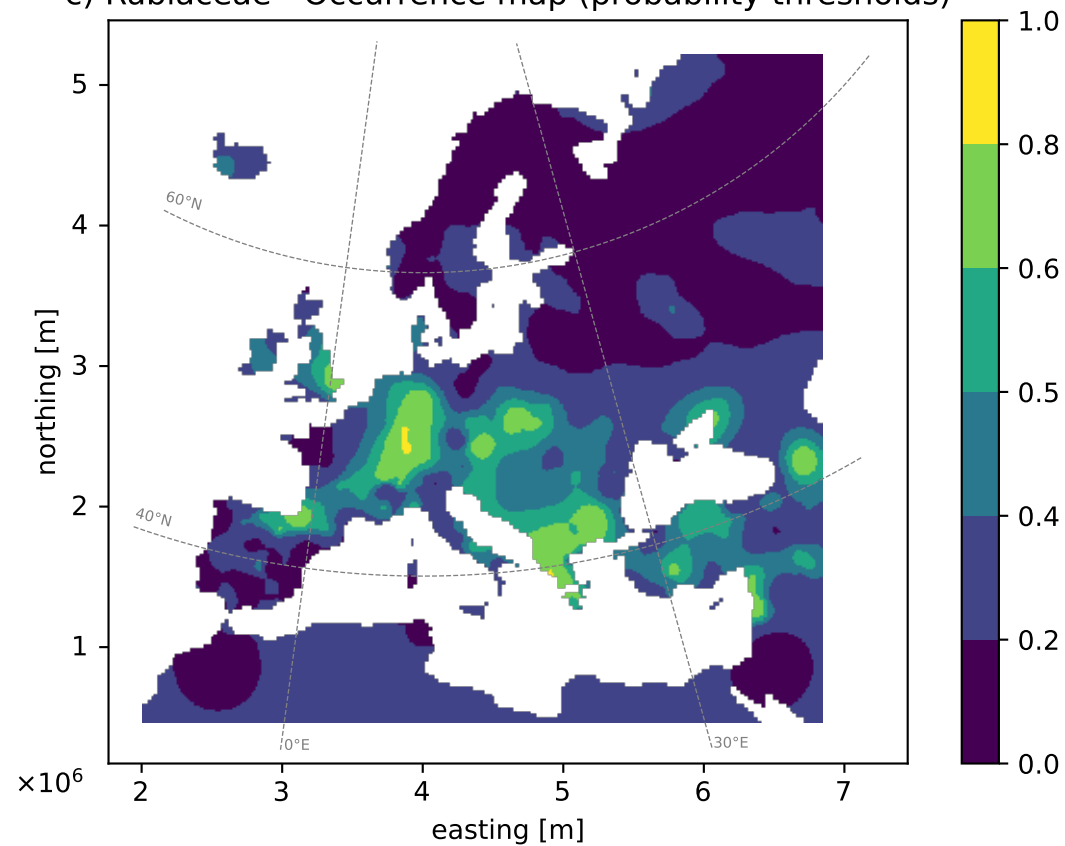 c) Rubiaceae - Occurrence map (probability thresholds)
1.0
5
0.8
60°N
4
0.6
northing [m]
3
0.5
40°N
2
0.4
1
0.2
0°E
30°E
0.0
×10⁶
2 3 4 5 6 7
easting [m]